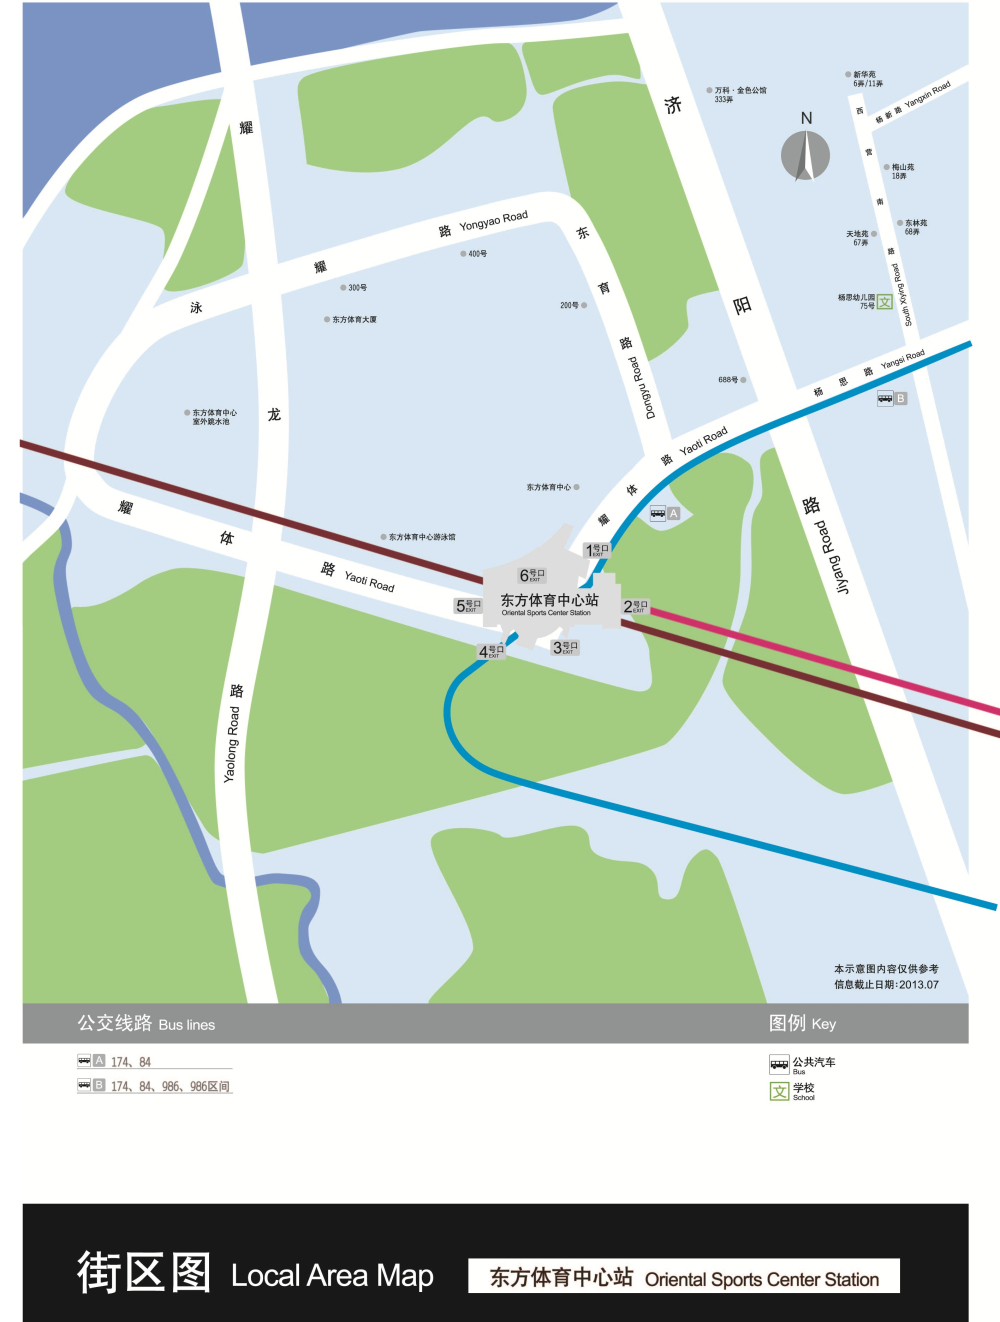 新华苑
6弄/11弄
万科·金色公馆
333弄
西
营
南
路
South Xiying Road
杨新路 Yangxin Road
济
阳
路
Jiyang Road
N
耀
龙
路
Yaolong Road
梅山苑
18弄
东林苑
68弄
天地苑
67弄
杨思幼儿园
75号
文
泳
耀
路 Yongyao Road
400号
300号
东方体育大厦
东
育
路
Dongyu Road
200号
688号
杨思路 Yangsi Road
B
东方体育中心
室外跳水池
耀体路 Yaoti Road
东方体育中心
A
耀
体
路 Yaoti Road
东方体育中心游泳馆
1号口
EXIT
6号口
EXIT
东方体育中心站
Oriental Sports Center Station
5号口
EXIT
2号口
EXIT
4号口
EXIT
3号口
EXIT
本示意图内容仅供参考
信息截止日期:2013.07
公交线路 Bus lines
图例 Key
A 174、84
B 174、84、986、986区间
公共汽车
Bus
文 学校
School
街区图 Local Area Map
东方体育中心站 Oriental Sports Center Station